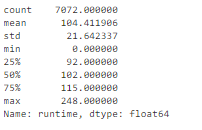 count    7072.000000
mean      104.411906
std        21.642337
min         0.000000
25%        92.000000
50%       102.000000
75%       115.000000
max       248.000000
Name: runtime, dtype: float64